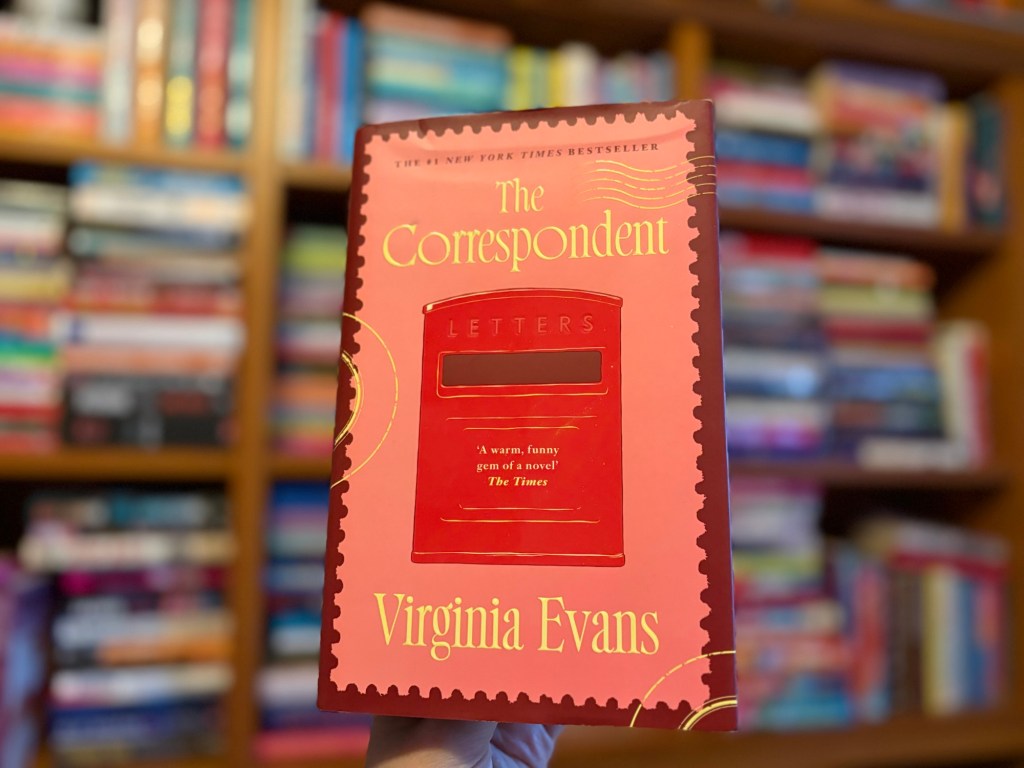 THE #1 NEW YORK TIMES BESTSELLER
The
Correspondent
LETTERS
‘A warm, funny
gem of a novel’
The Times
Virginia Evans